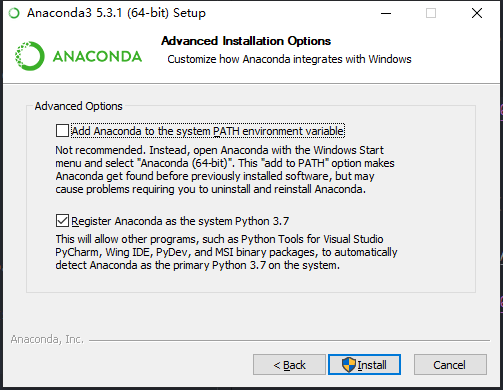 Anaconda3 5.3.1 (64-bit) Setup
ANACONDA
Advanced Installation Options
Customize how Anaconda integrates with Windows
Advanced Options
Add Anaconda to the system PATH environment variable
Not recommended. Instead, open Anaconda with the Windows Start
menu and select "Anaconda (64-bit)". This "add to PATH" option makes
Anaconda get found before previously installed software, but may
cause problems requiring you to uninstall and reinstall Anaconda.
Register Anaconda as the system Python 3.7
This will allow other programs, such as Python Tools for Visual Studio
PyCharm, Wing IDE, PyDev, and MSI binary packages, to automatically
detect Anaconda as the primary Python 3.7 on the system.
Anaconda, Inc.
< Back
Install
Cancel